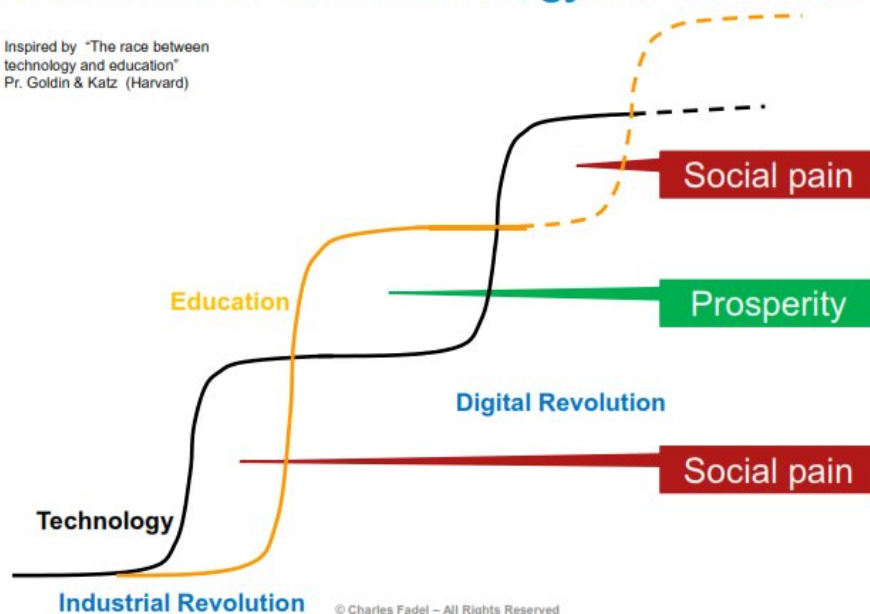 Inspired by "The race between
technology and education"
Pr. Goldin & Katz (Harvard)
Social pain
Education
Prosperity
Digital Revolution
Social pain
Technology
Industrial Revolution
© Charles Fadel – All Rights Reserved